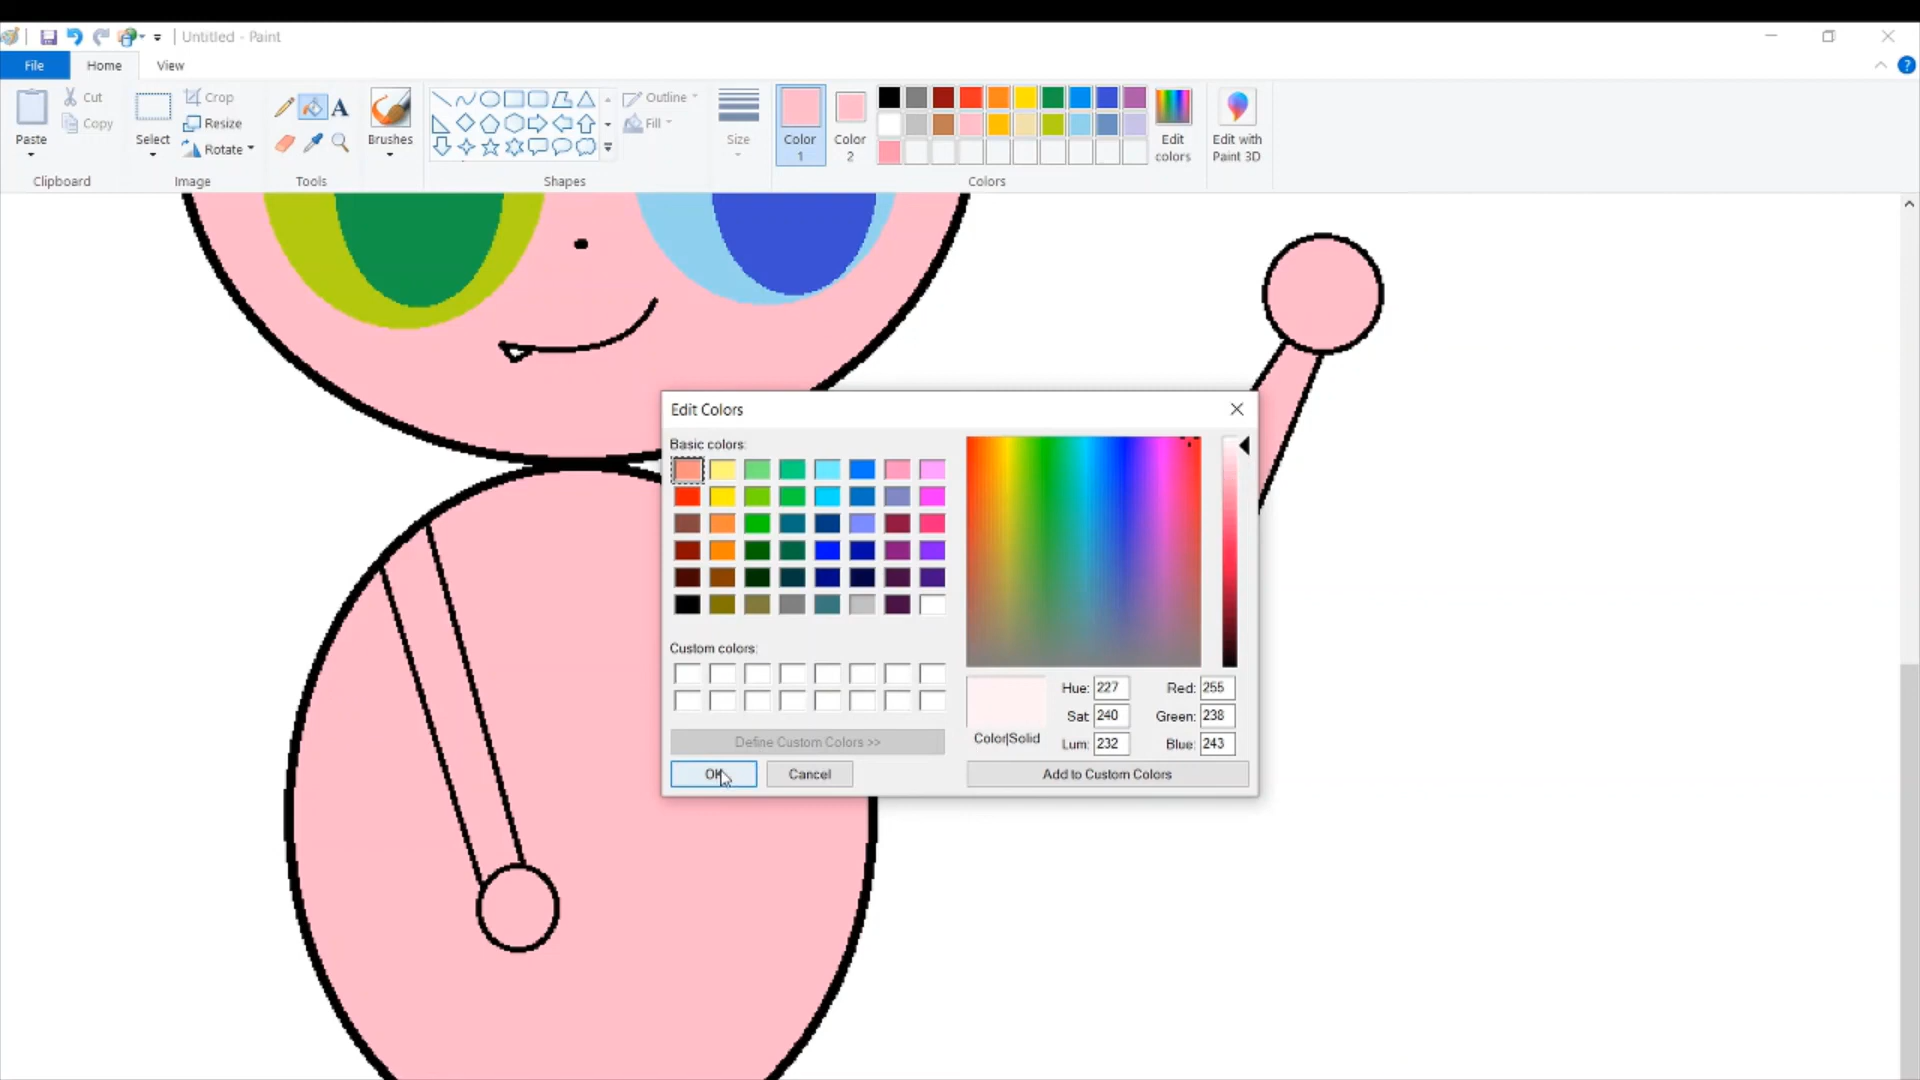 Untitled - Paint
File
Home
View
Paste
Cut
Copy
Clipboard
Select
Crop
Resize
Rotate
Image
A
Tools
Brushes
Shapes
Outline
Fill
Size
Color
1
Color
2
Edit
colors
Colors
Edit with
Paint 3D
?
Edit Colors
Basic colors:
Custom colors:
Define Custom Colors >>
OK
Cancel
Color|Solid
Hue: 227
Sat: 240
Lum: 232
Red: 255
Green: 238
Blue: 243
Add to Custom Colors